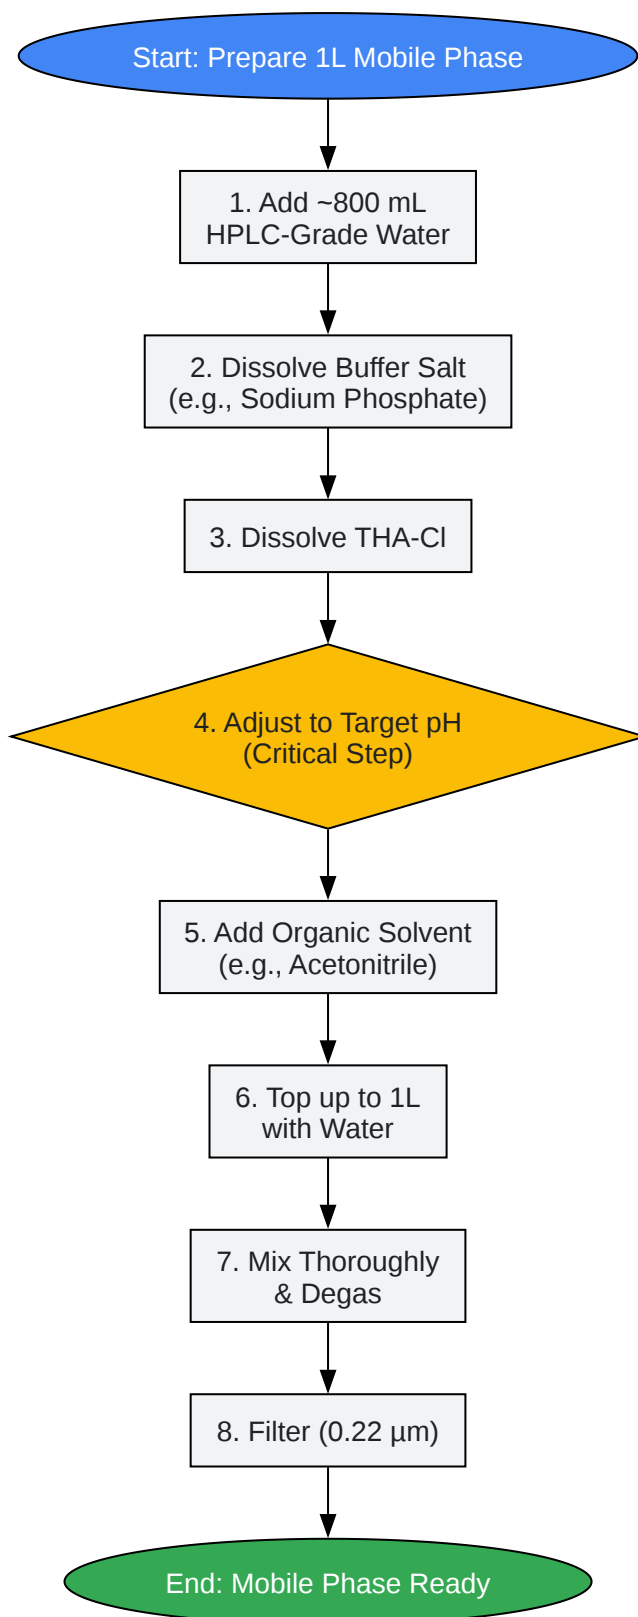 Start: Prepare 1L Mobile Phase
1. Add ~800 mL
HPLC-Grade Water
2. Dissolve Buffer Salt
(e.g., Sodium Phosphate)
3. Dissolve THA-Cl
4. Adjust to Target pH
(Critical Step)
5. Add Organic Solvent
(e.g., Acetonitrile)
6. Top up to 1L
with Water
7. Mix Thoroughly
& Degas
8. Filter (0.22 µm)
End: Mobile Phase Ready